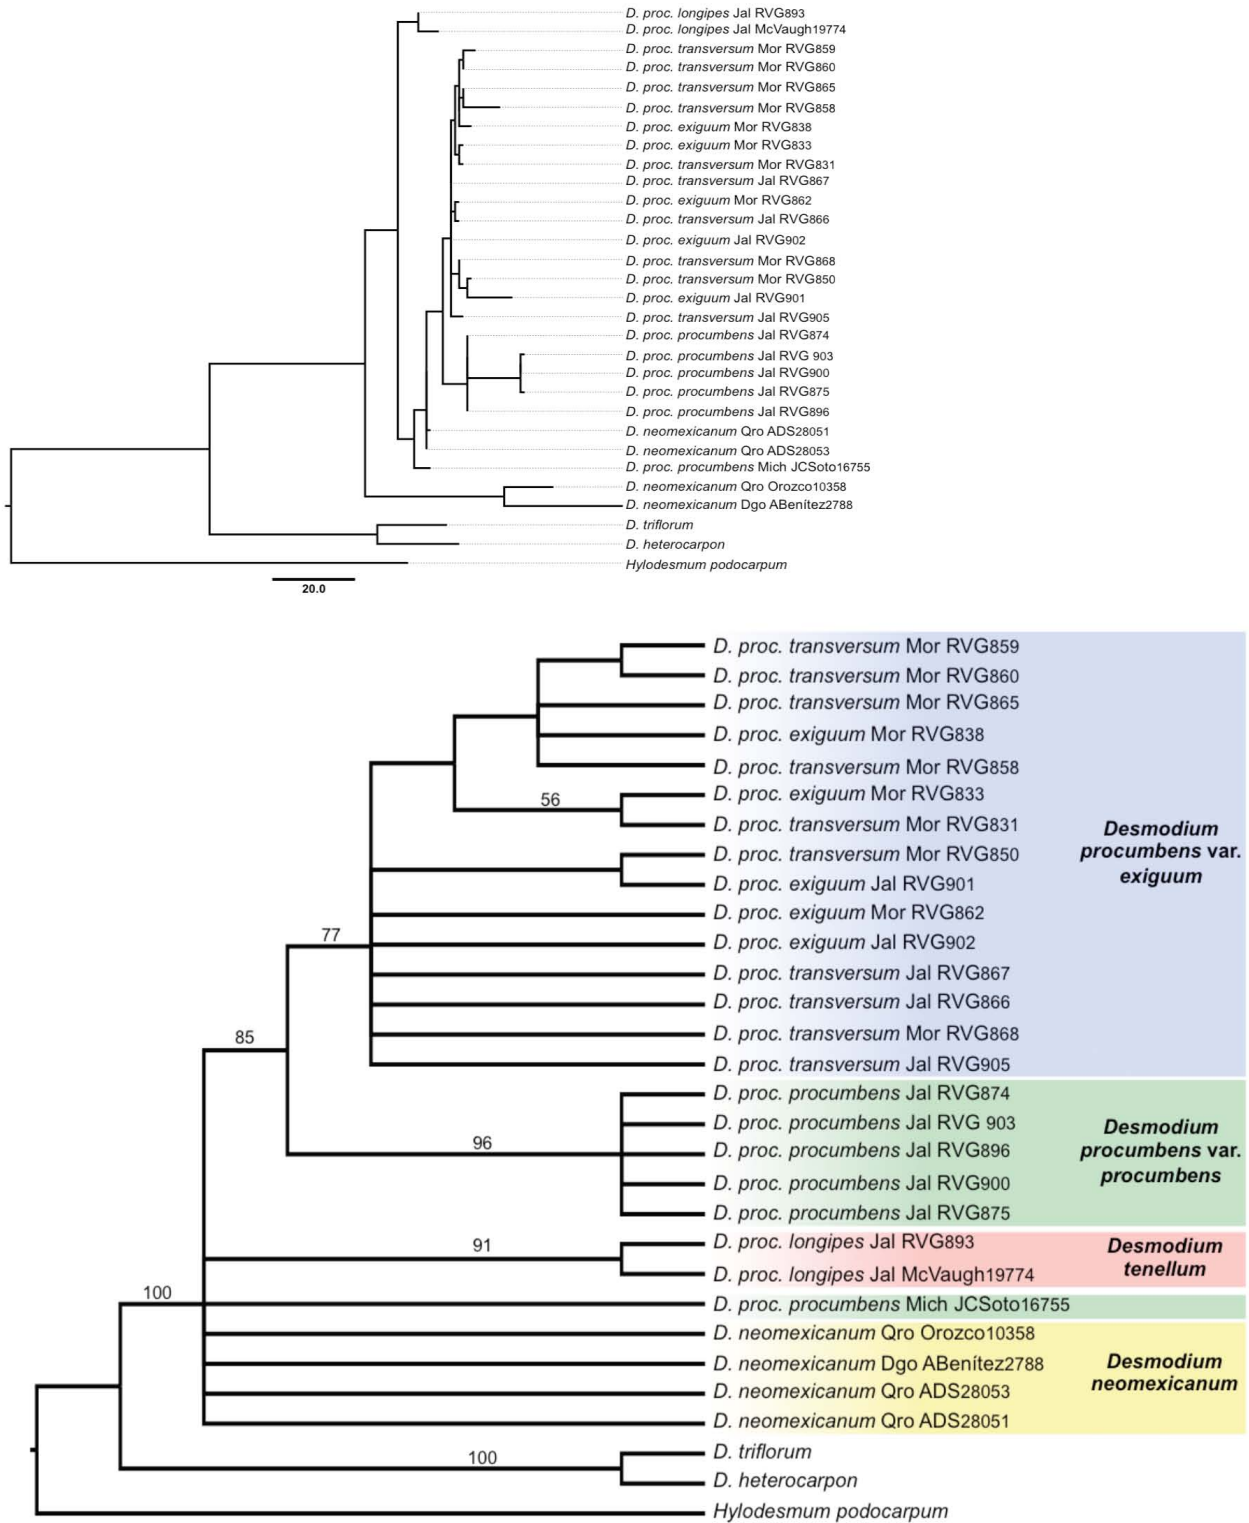 D. proc. longipes Jal RVG893
D. proc. longipes Jal McVaugh19774
D. proc. transversum Mor RVG859
D. proc. transversum Mor RVG860
D. proc. transversum Mor RVG865
D. proc. transversum Mor RVG858
D. proc. exiguum Mor RVG838
D. proc. exiguum Mor RVG833
D. proc. transversum Mor RVG831
D. proc. transversum Jal RVG867
D. proc. exiguum Mor RVG862
D. proc. transversum Jal RVG866
D. proc. exiguum Jal RVG902
D. proc. transversum Mor RVG868
D. proc. transversum Mor RVG850
D. proc. exiguum Jal RVG901
D. proc. transversum Jal RVG905
D. proc. procumbens Jal RVG874
D. proc. procumbens Jal RVG 903
D. proc. procumbens Jal RVG900
D. proc. procumbens Jal RVG875
D. proc. procumbens Jal RVG896
D. neomexicanum Qro ADS28051
D. neomexicanum Qro ADS28053
D. proc. procumbens Mich JCSoto16755
D. neomexicanum Qro Orozco10358
D. neomexicanum Dgo ABenítez2788
D. triflorum
D. heterocarpon
Hylodesmum podocarpum
20.0
D. proc. transversum Mor RVG859
D. proc. transversum Mor RVG860
D. proc. transversum Mor RVG865
D. proc. exiguum Mor RVG838
D. proc. transversum Mor RVG858
56
D. proc. exiguum Mor RVG833
D. proc. transversum Mor RVG831
D. proc. transversum Mor RVG850
D. proc. exiguum Jal RVG901
D. proc. exiguum Mor RVG862
77
D. proc. exiguum Jal RVG902
D. proc. transversum Jal RVG867
D. proc. transversum Jal RVG866
D. proc. transversum Mor RVG868
85
D. proc. transversum Jal RVG905
Desmodium
procumbens var.
exiguum
D. proc. procumbens Jal RVG874
D. proc. procumbens Jal RVG 903
96
D. proc. procumbens Jal RVG896
D. proc. procumbens Jal RVG900
D. proc. procumbens Jal RVG875
Desmodium
procumbens var.
procumbens
91
D. proc. longipes Jal RVG893
D. proc. longipes Jal McVaugh19774
Desmodium
tenellum
100
D. proc. procumbens Mich JCSoto16755
D. neomexicanum Qro Orozco10358
D. neomexicanum Dgo ABenítez2788
D. neomexicanum Qro ADS28053
D. neomexicanum Qro ADS28051
Desmodium
neomexicanum
100
D. triflorum
D. heterocarpon
Hylodesmum podocarpum